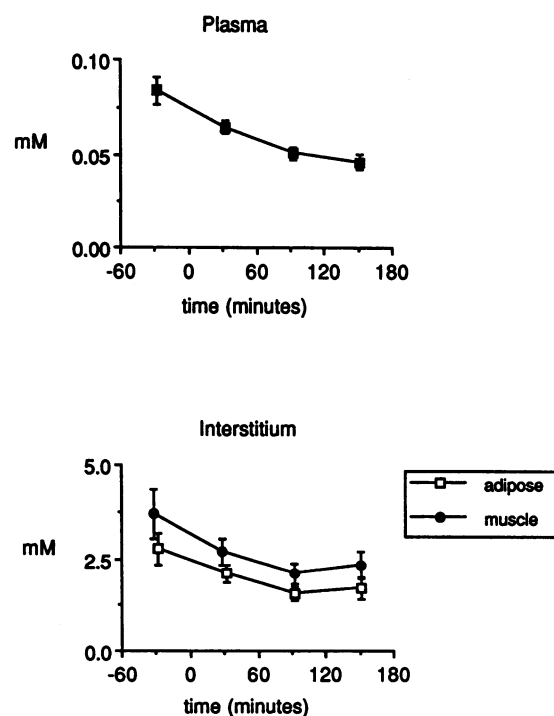 Plasma
0.10
mM
0.05
0.00
-60 0 60 120 180
time (minutes)
Interstitium
5.0
adipose
muscle
mM
2.5
0.0
-60 0 60 120 180
time (minutes)